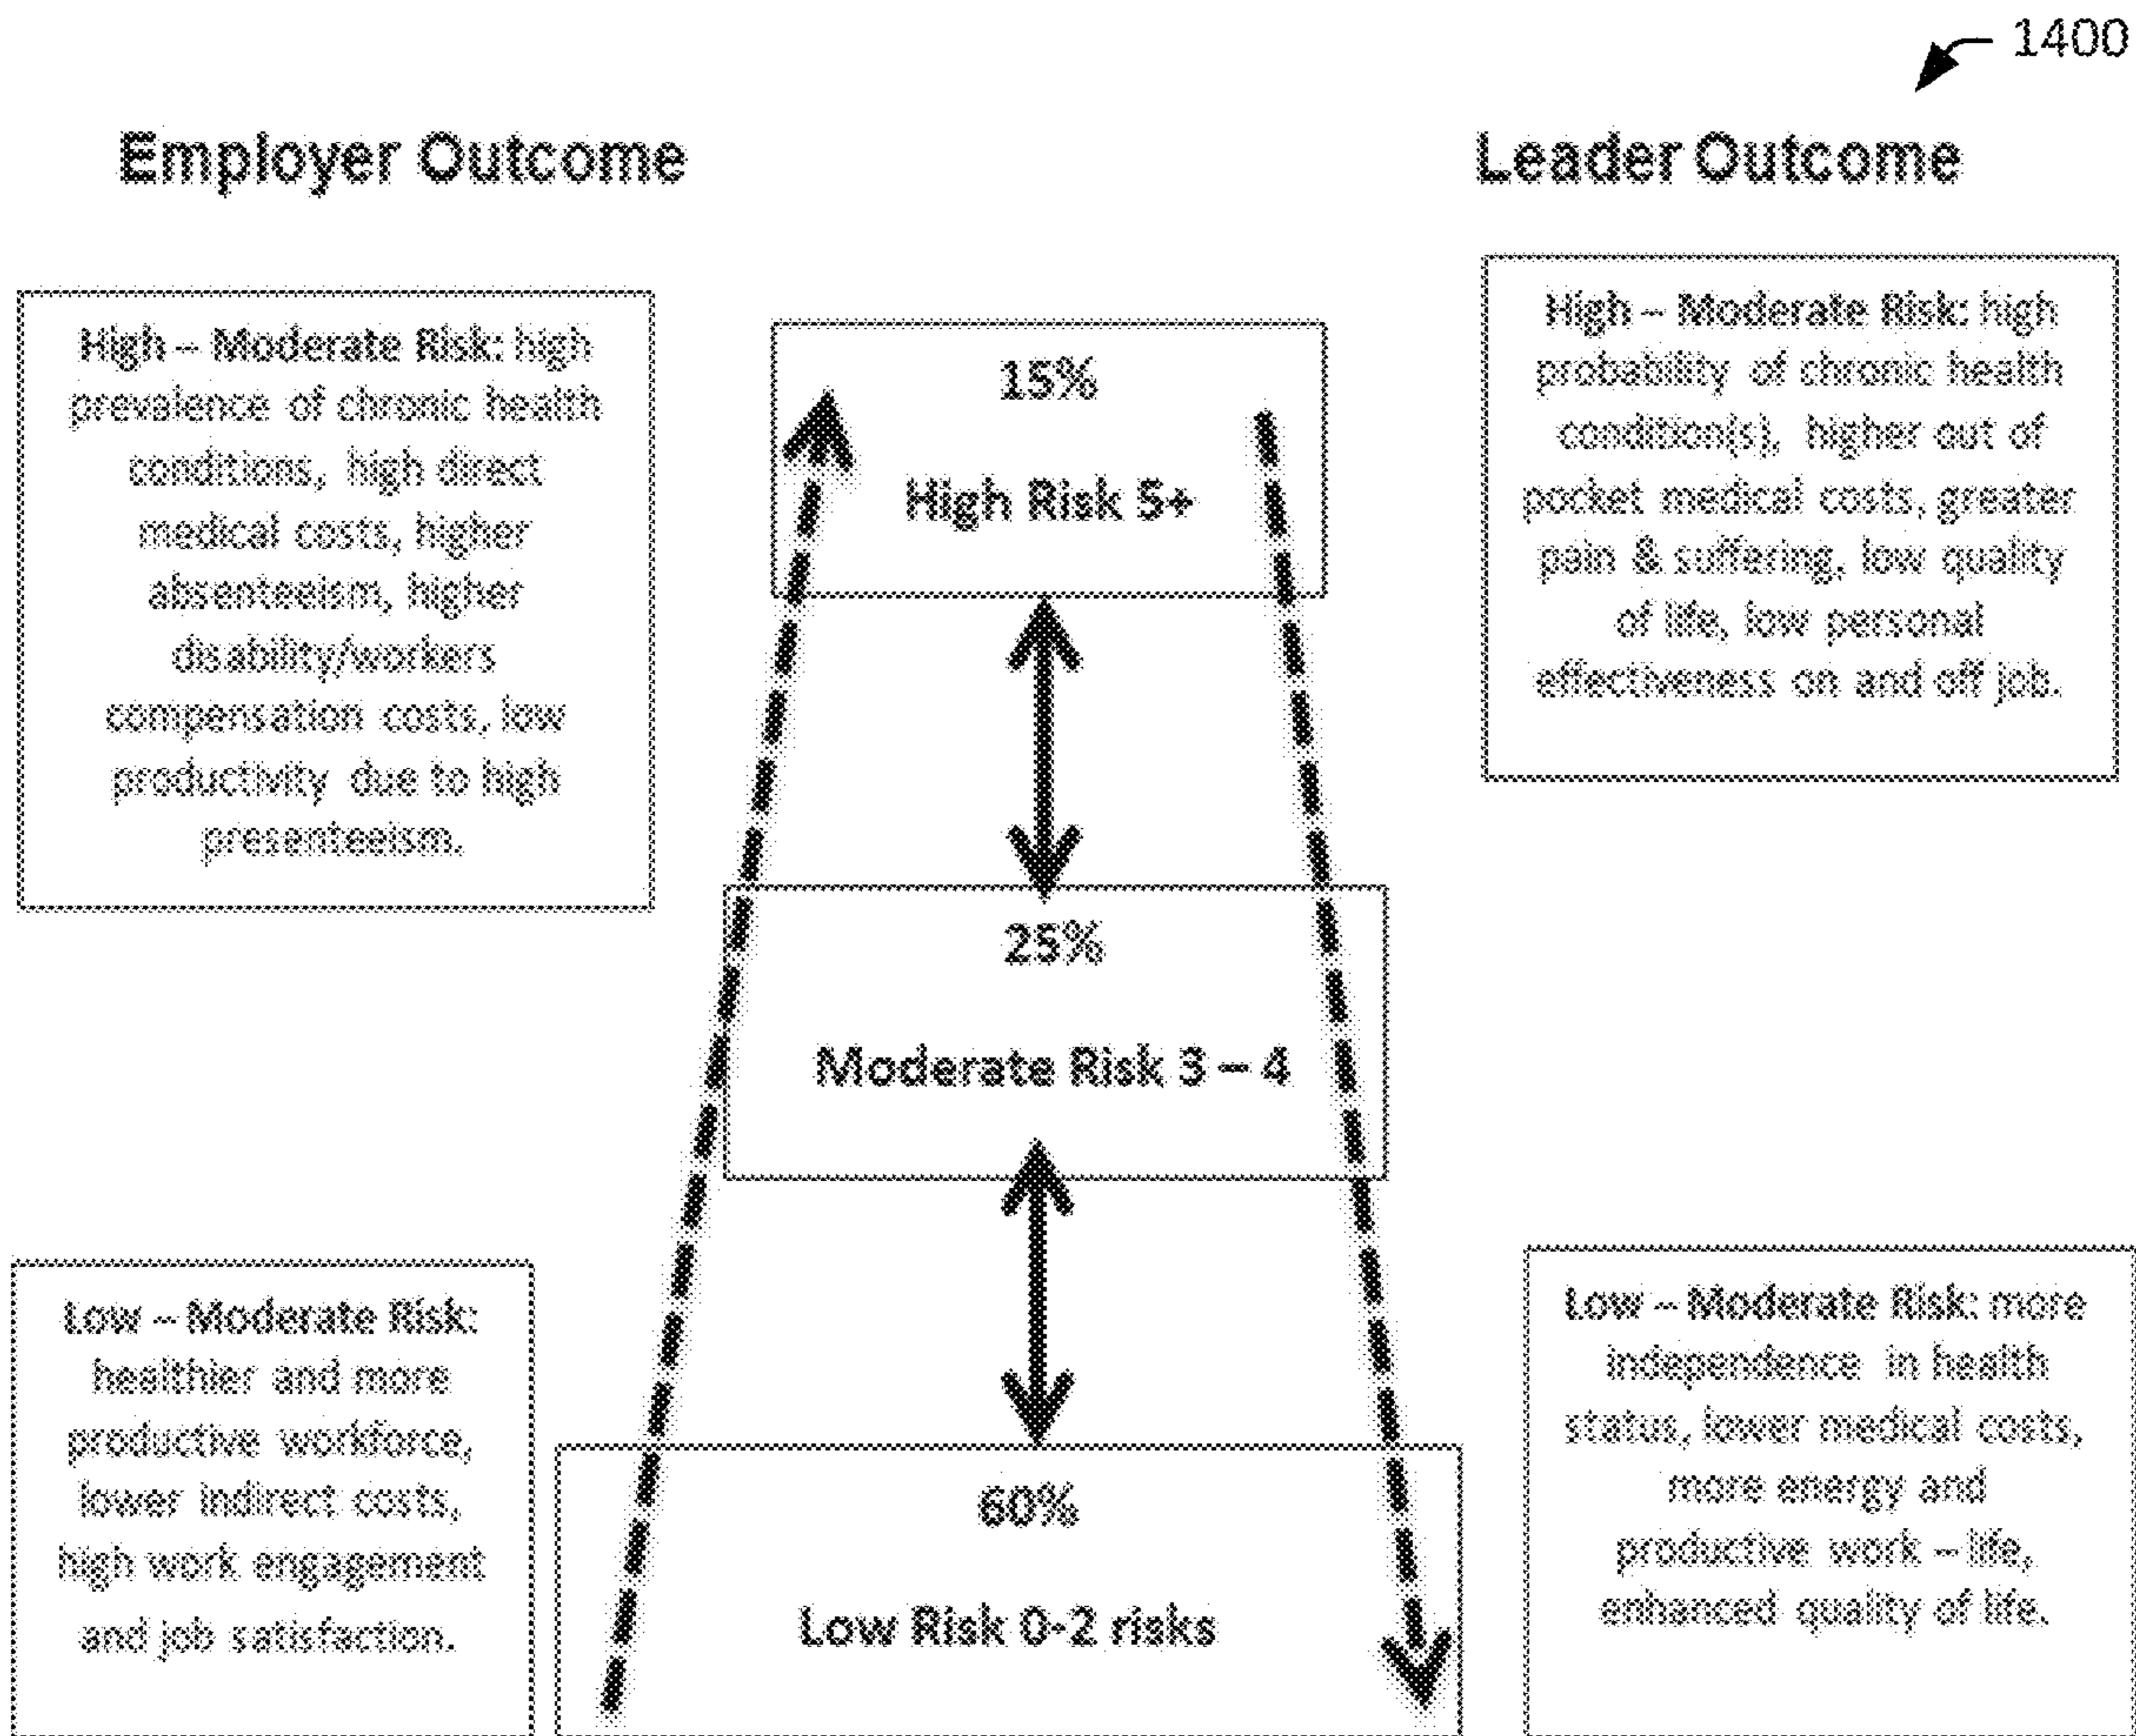 1400
Employer Outcome
Leader Outcome
High – Moderate Risk: high
prevalence of chronic health
conditions, high direct
medical costs, higher
absenteeism, higher
disability/workers
compensation costs, low
productivity due to high
presenteeism.
15%
High Risk 5+
High – Moderate Risk: high
probability of chronic health
condition(s), higher out of
pocket medical costs, greater
pain & suffering, low quality
of life, low personal
effectiveness on and off job.
25%
Moderate Risk 3 – 4
Low – Moderate Risk:
healthier and more
productive workforce,
lower indirect costs,
high work engagement
and job satisfaction.
60%
Low Risk 0-2 risks
Low – Moderate Risk: more
independence in health
status, lower medical costs,
more energy and
productive work – life,
enhanced quality of life.